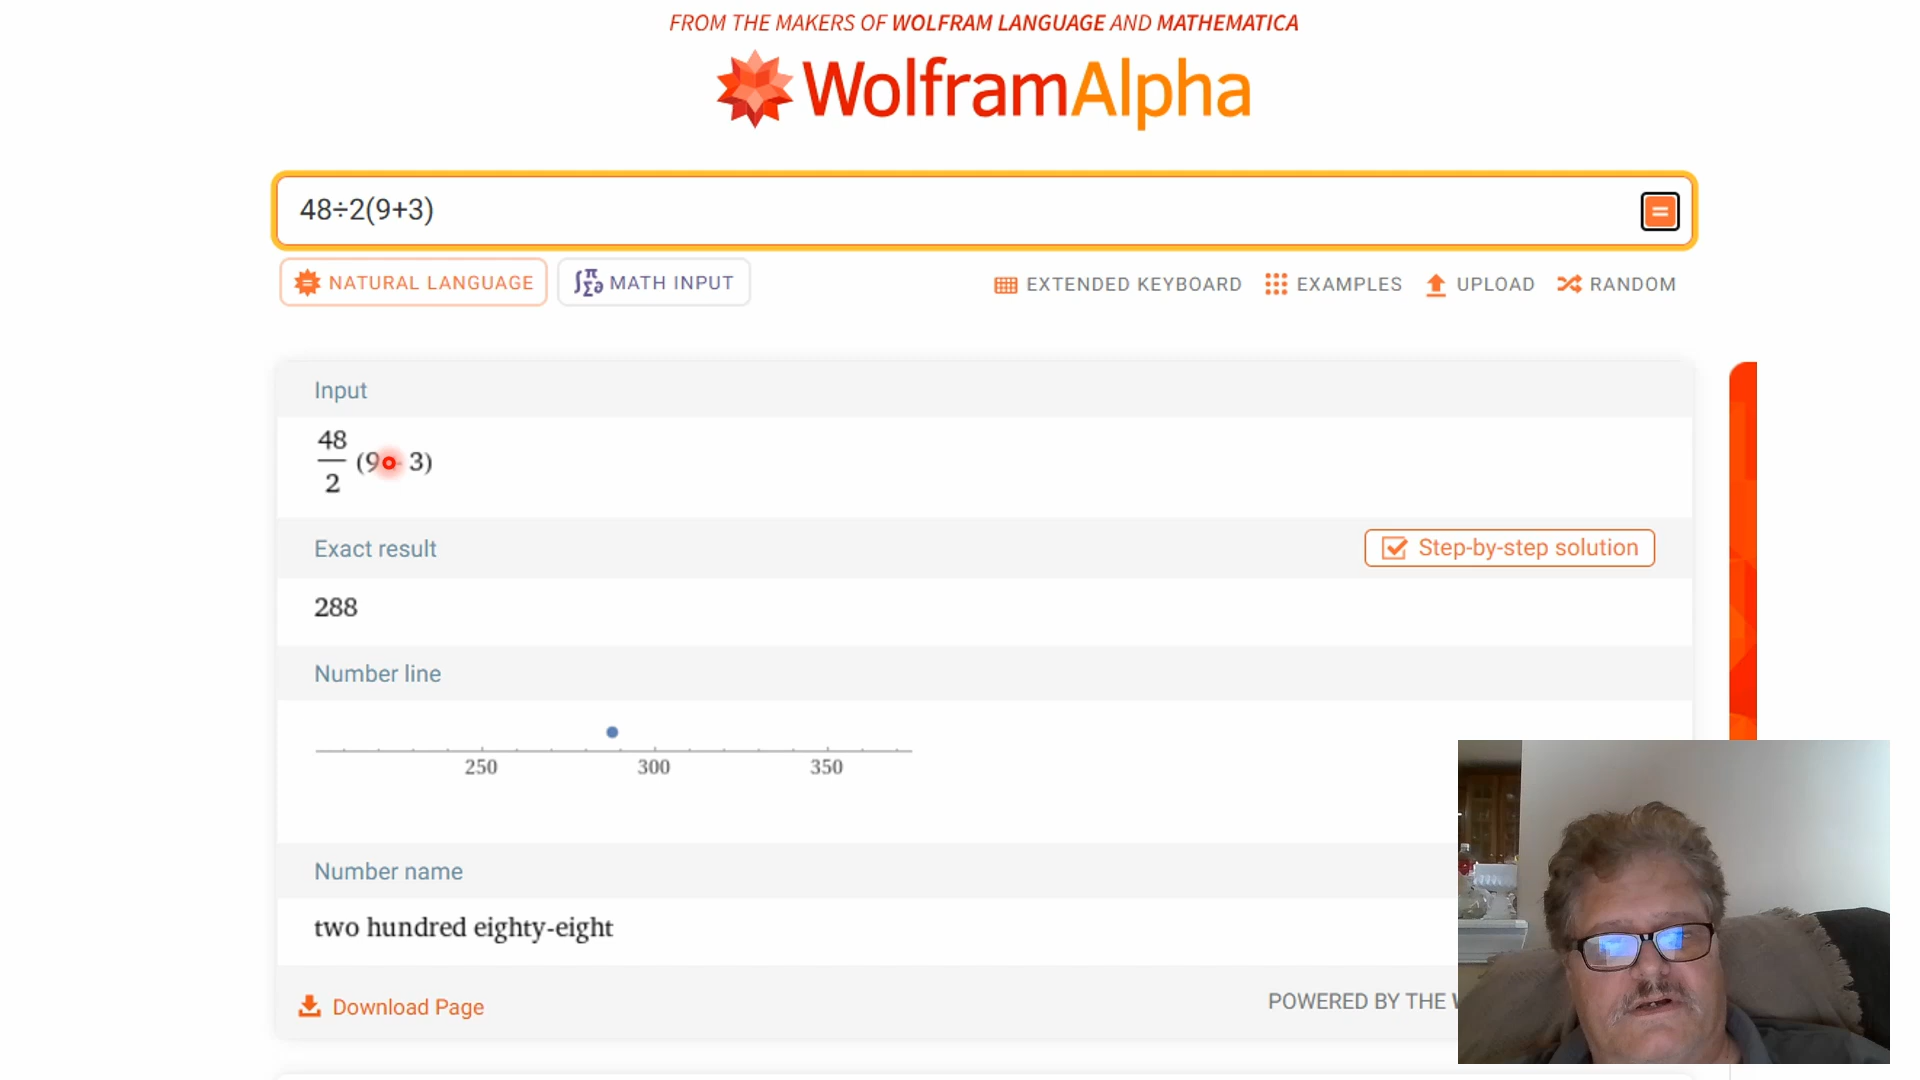 FROM THE MAKERS OF WOLFRAM LANGUAGE AND MATHEMATICA
WolframAlpha
48÷2(9+3)
=
NATURAL LANGUAGE
MATH INPUT
EXTENDED KEYBOARD
EXAMPLES
UPLOAD
RANDOM
Input
48
(9 3)
2
Exact result
Step-by-step solution
288
Number line
250 300 350
Number name
two hundred eighty-eight
Download Page
POWERED BY THE